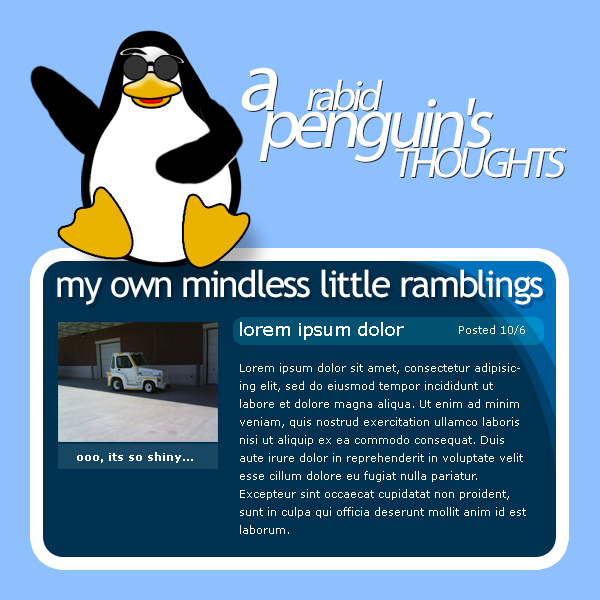 a rabid
penguin's
THOUGHTS
my own mindless little ramblings
lorem ipsum dolor
Posted 10/6
ooo, its so shiny...
Lorem ipsum dolor sit amet, consectetur adipisic-
ing elit, sed do eiusmod tempor incididunt ut
labore et dolore magna aliqua. Ut enim ad minim
veniam, quis nostrud exercitation ullamco laboris
nisi ut aliquip ex ea commodo consequat. Duis
aute irure dolor in reprehenderit in voluptate velit
esse cillum dolore eu fugiat nulla pariatur.
Excepteur sint occaecat cupidatat non proident,
sunt in culpa qui officia deserunt mollit anim id est
laborum.